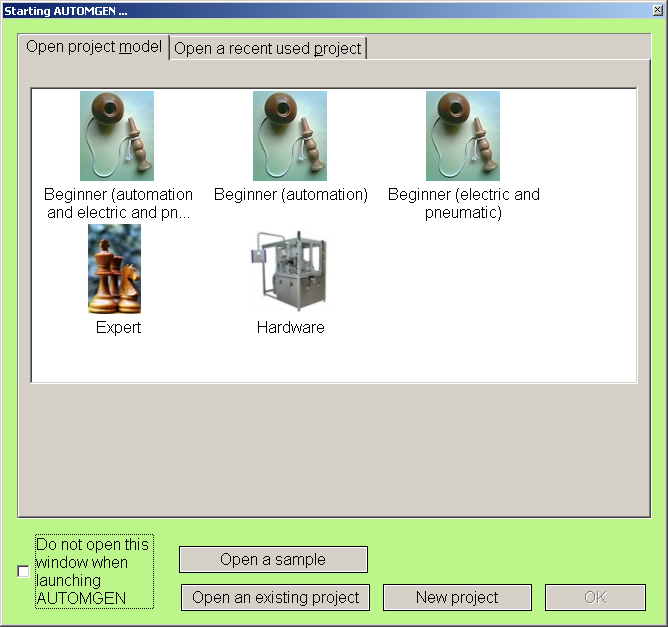 Starting AUTOMGEN ...
Open project model
Open a recent used project
Beginner (automation
and electric and pn...
Beginner (automation)
Beginner (electric and
pneumatic)
Expert
Hardware
Do not open this
window when
launching
AUTOMGEN
Open a sample
Open an existing project
New project
OK